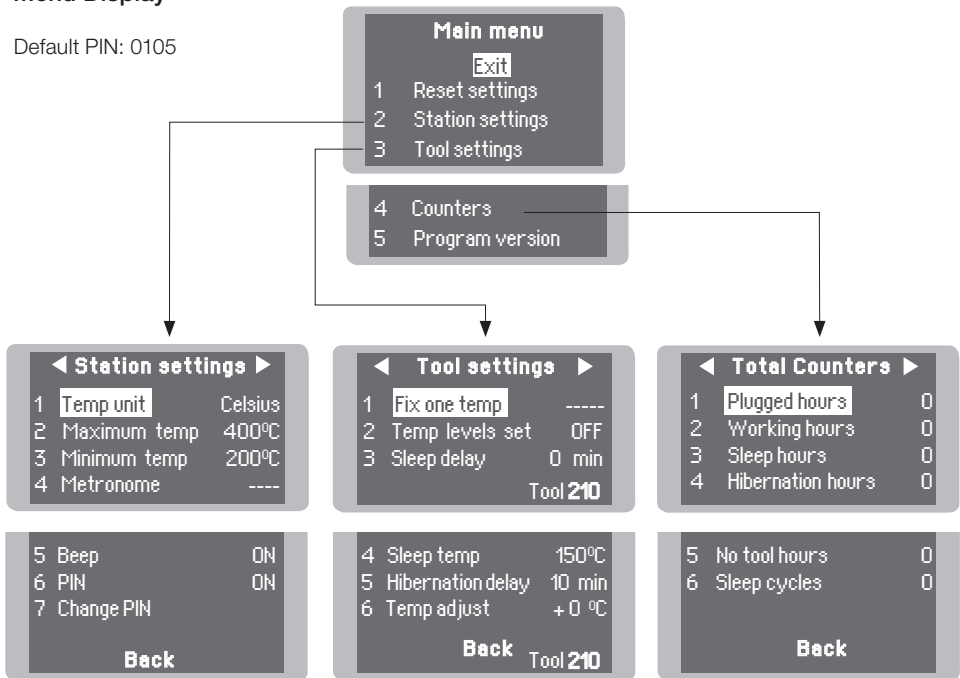 Default PIN: 0105
Main menu
Exit
1 Reset settings
2 Station settings
3 Tool settings
4 Counters
5 Program version
◄ Station settings ►
1 Temp unit Celsius
2 Maximum temp 400ºC
3 Minimum temp 200ºC
4 Metronome ----
5 Beep ON
6 PIN ON
7 Change PIN
Back
◄ Tool settings ►
1 Fix one temp -----
2 Temp levels set OFF
3 Sleep delay 0 min
Tool 210
4 Sleep temp 150ºC
5 Hibernation delay 10 min
6 Temp adjust +0 ºC
Back Tool 210
◄ Total Counters ►
1 Plugged hours 0
2 Working hours 0
3 Sleep hours 0
4 Hibernation hours 0
5 No tool hours 0
6 Sleep cycles 0
Back